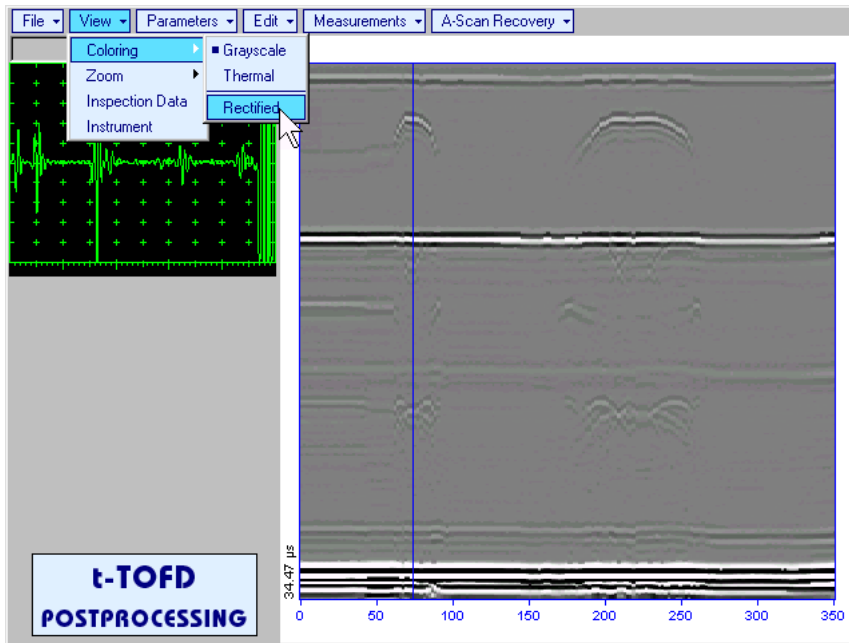 File View Parameters Edit Measurements A-Scan Recovery
Coloring
Zoom
Inspection Data
Instrument
Grayscale
Thermal
Rectified
34.47 µs
0 50 100 150 200 250 300 350
t-TOFD
POSTPROCESSING